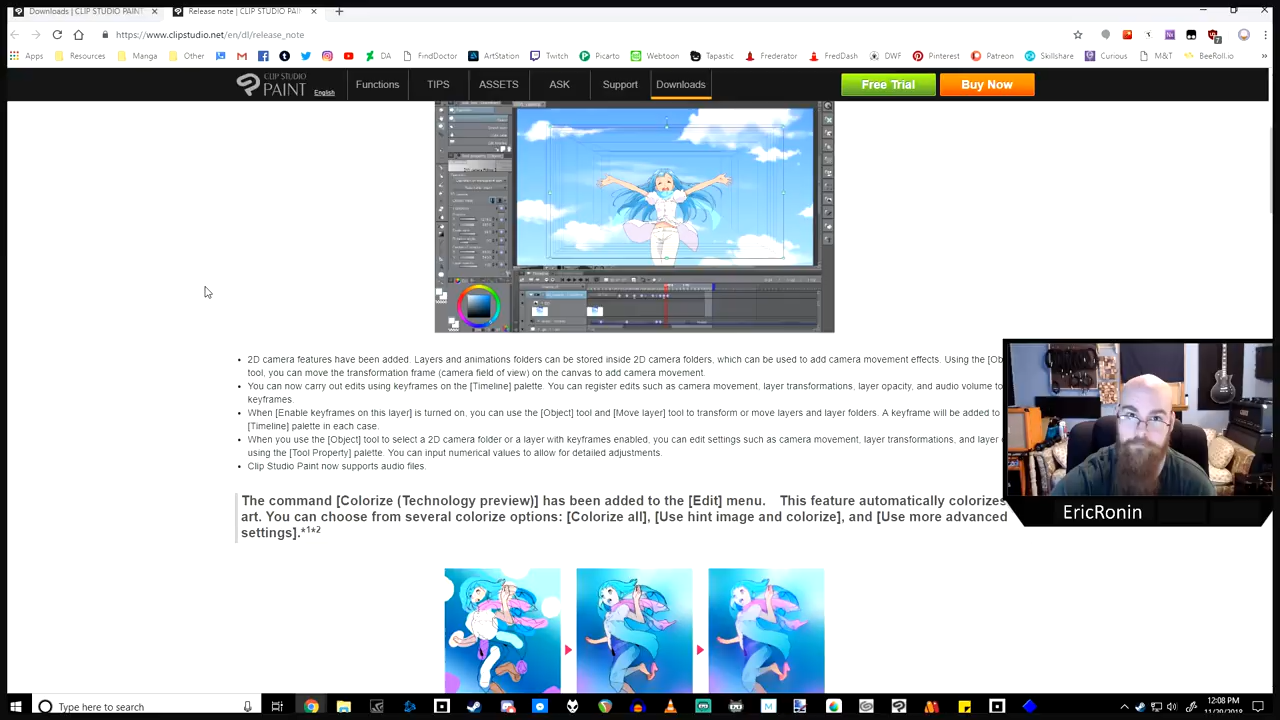 Downloads | CLIP STUDIO PAINT
Release note | CLIP STUDIO PAI
https://www.clipstudio.net/en/dl/release_note
Apps
Resources
Manga
Other
DA
FindDoctor
ArtStation
Twitch
Picarto
Webtoon
Tapastic
Frederator
FredDash
DWF
Pinterest
Patreon
Skillshare
Curious
M&T
BeeRoll.io
CLIP STUDIO
PAINT
English
Functions
TIPS
ASSETS
ASK
Support
Downloads
Free Trial
Buy Now
• 2D camera features have been added. Layers and animations folders can be stored inside 2D camera folders, which can be used to add camera movement effects. Using the [Ob
tool, you can move the transformation frame (camera field of view) on the canvas to add camera movement.
• You can now carry out edits using keyframes on the [Timeline] palette. You can register edits such as camera movement, layer transformations, layer opacity, and audio volume to
keyframes.
• When [Enable keyframes on this layer] is turned on, you can use the [Object] tool and [Move layer] tool to transform or move layers and layer folders. A keyframe will be added to
[Timeline] palette in each case.
• When you use the [Object] tool to select a 2D camera folder or a layer with keyframes enabled, you can edit settings such as camera movement, layer transformations, and layer
using the [Tool Property] palette. You can input numerical values to allow for detailed adjustments.
• Clip Studio Paint now supports audio files.
The command [Colorize (Technology preview)] has been added to the [Edit] menu. This feature automatically colorizes
art. You can choose from several colorize options: [Colorize all], [Use hint image and colorize], and [Use more advanced
settings].*1*2
EricRonin
Type here to search
12:08 PM